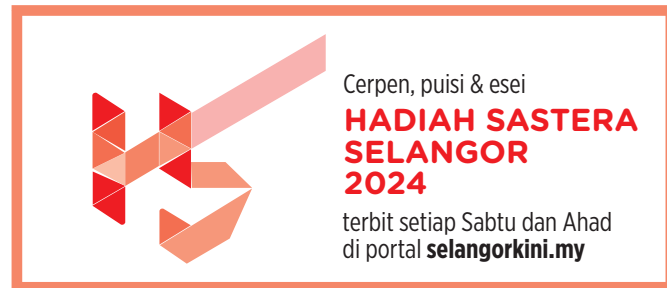 Cerpen, puisi & esei
HADIAH SASTERA
SELANGOR
2024
terbit setiap Sabtu dan Ahad
di portal selangorkini.my